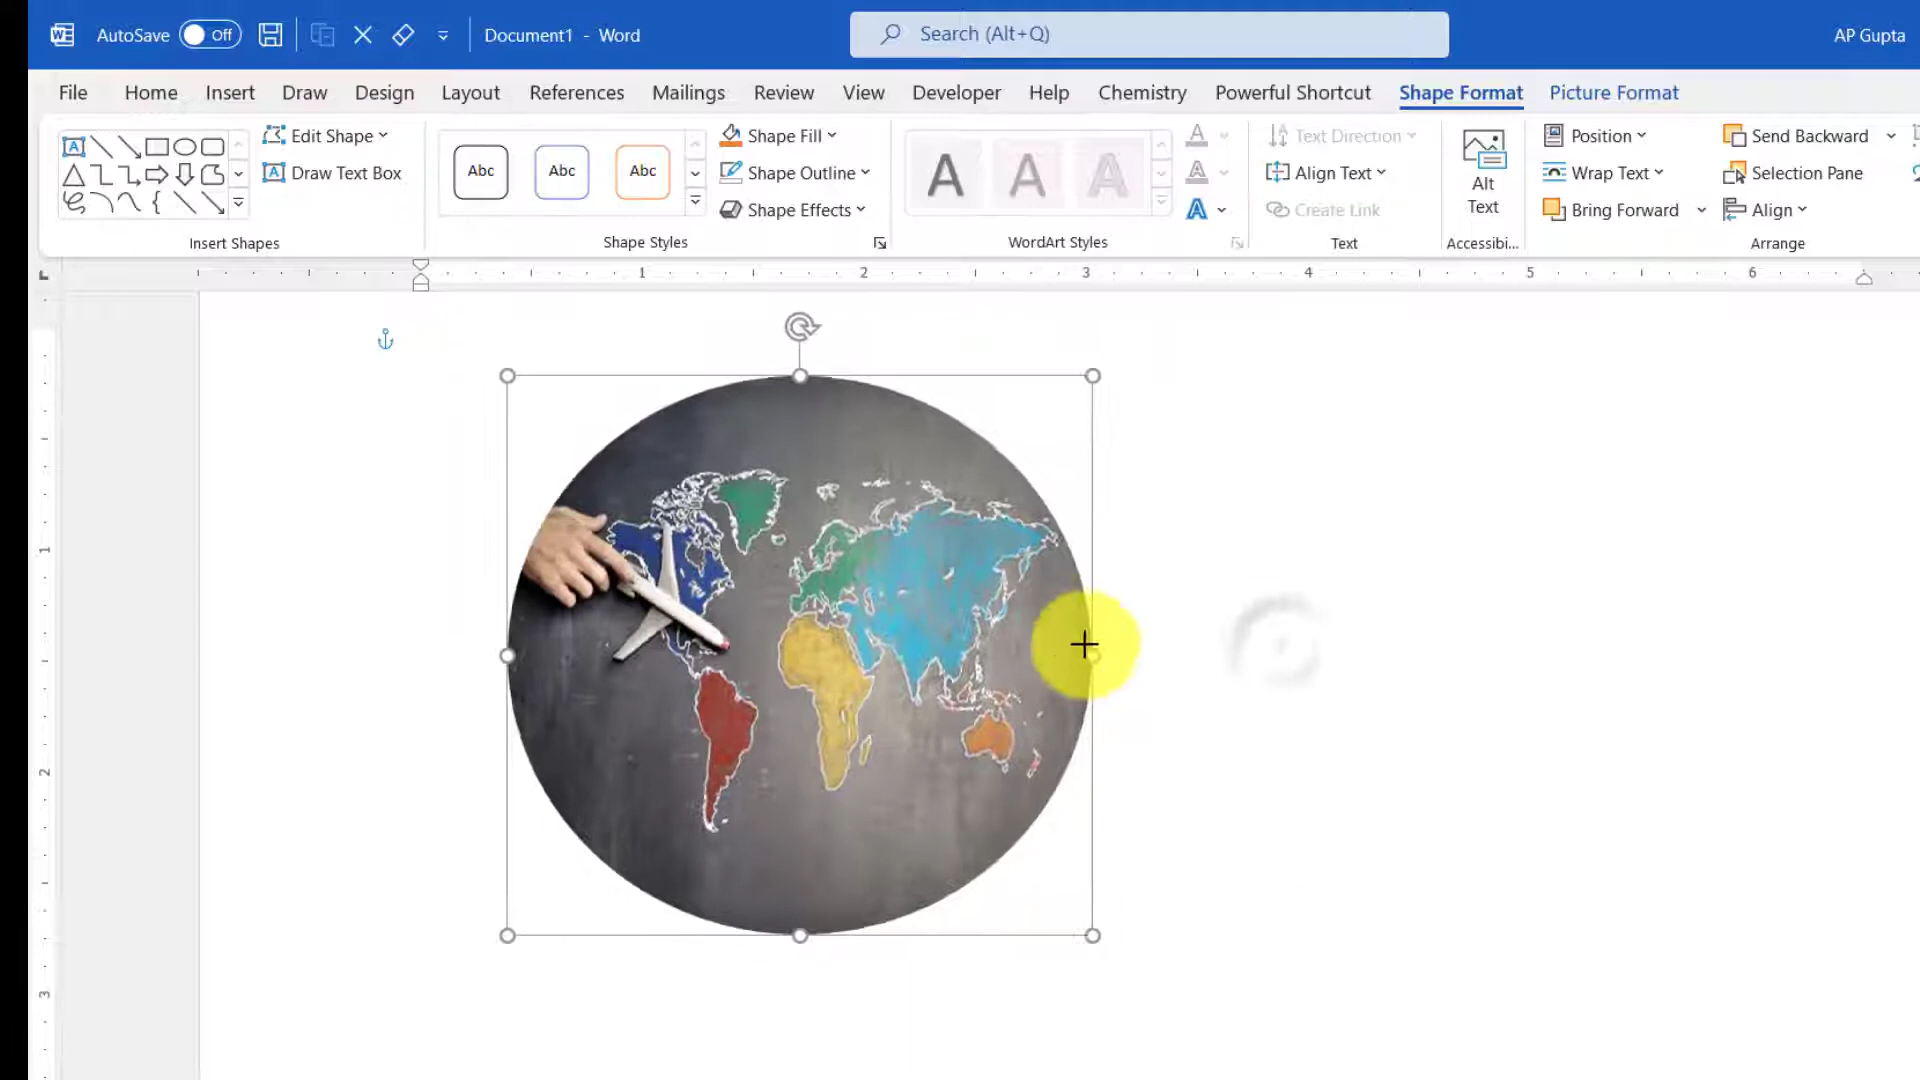 AutoSave Off Document1 - Word Search (Alt+Q) AP Gupta
File Home Insert Draw Design Layout References Mailings Review View Developer Help Chemistry Powerful Shortcut Shape Format Picture Format
Edit Shape
Draw Text Box
Insert Shapes
Abc Abc Abc
Shape Fill
Shape Outline
Shape Effects
Shape Styles
A A A
WordArt Styles
Text Direction
Align Text
Create Link
Text
Alt
Text
Accessibi...
Position
Wrap Text
Bring Forward
Send Backward
Selection Pane
Align
Arrange
1 2 3 4 5 6
1
2
3